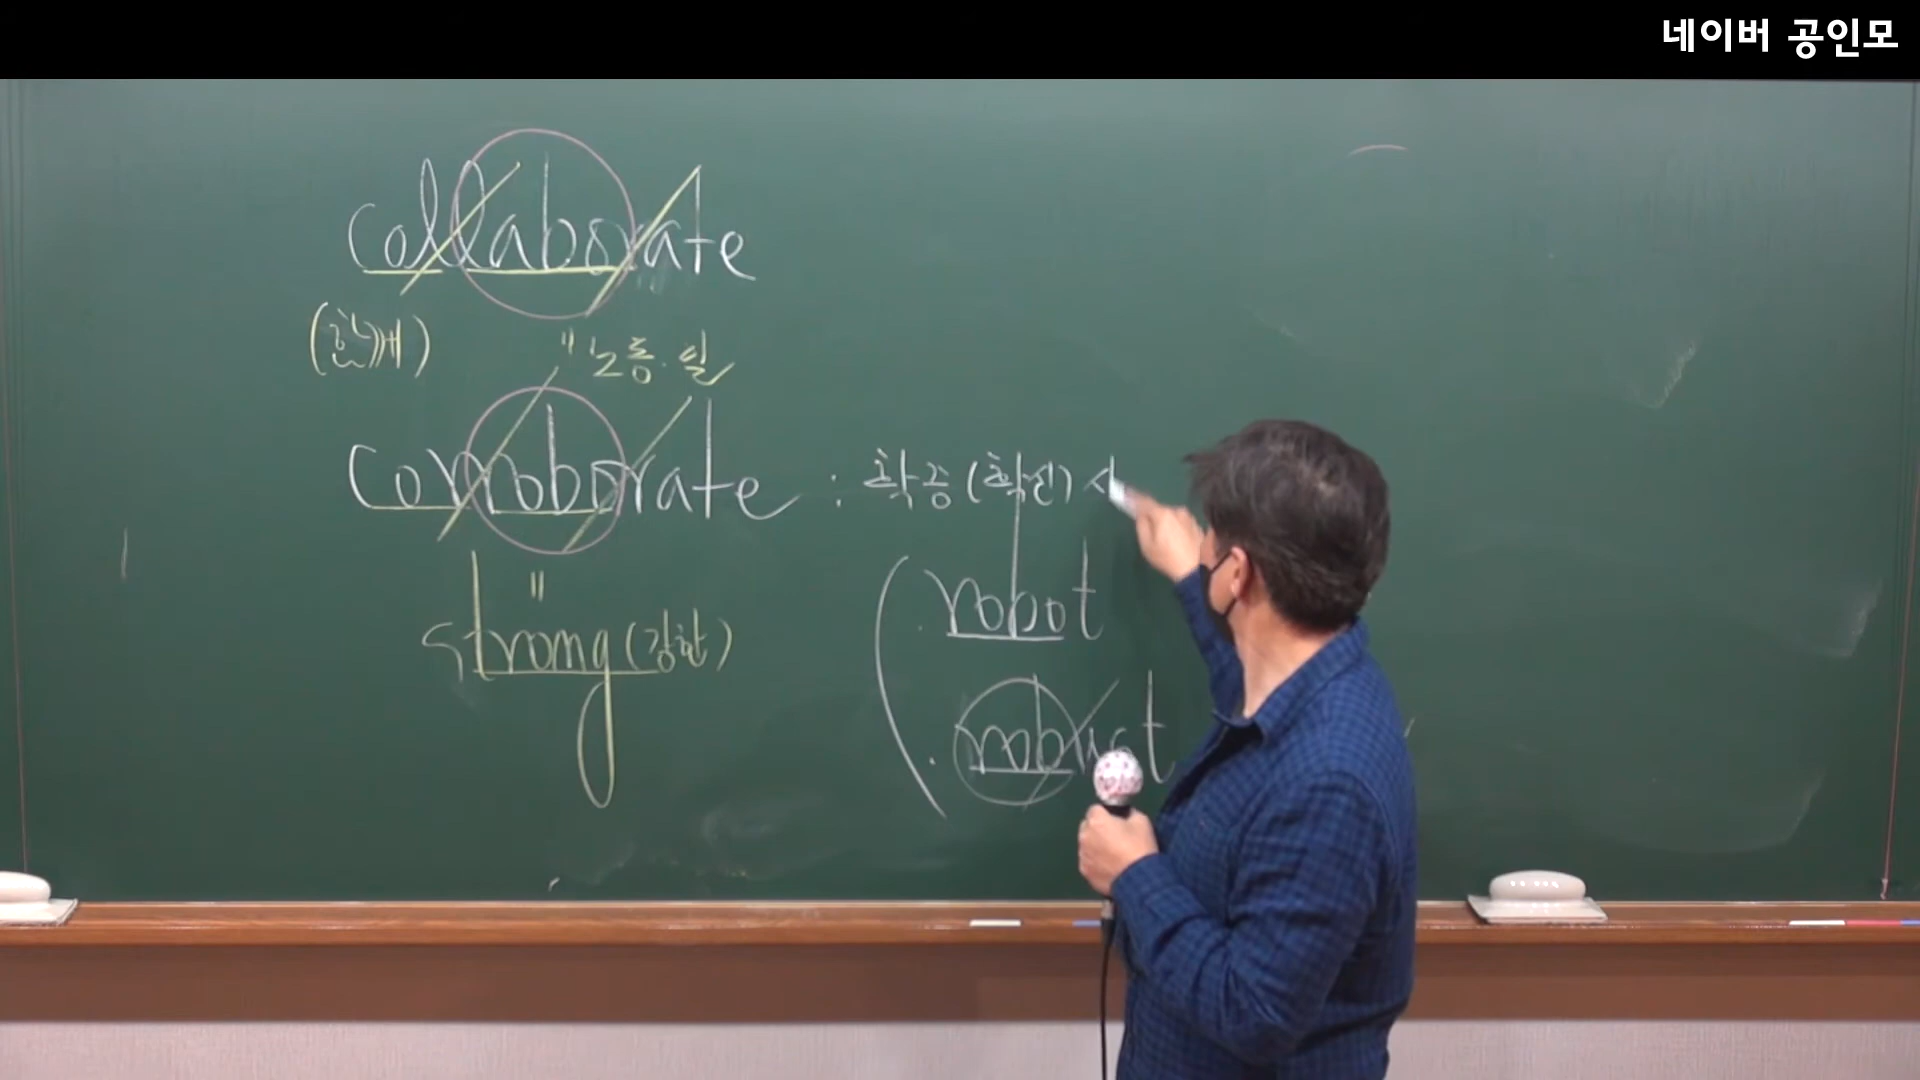 네이버 공인모
collaborate
(함께) " 노동·일
corroborate : 확증(확신) 시
"
strong (강한)
robot
robust